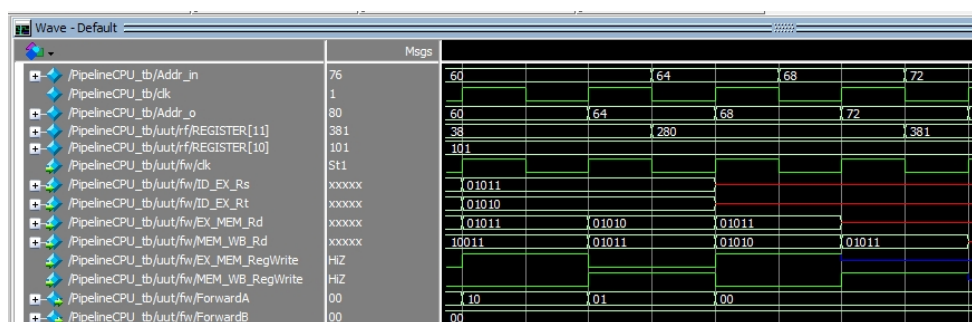 Wave - Default
Msgs
/PipelineCPU_tb/Addr_in 76 60 64 68 72
/PipelineCPU_tb/clk 1
/PipelineCPU_tb/Addr_o 80 60 64 68 72
/PipelineCPU_tb/uut/rf/REGISTER[11] 381 38 280 381
/PipelineCPU_tb/uut/rf/REGISTER[10] 101 101
/PipelineCPU_tb/uut/fw/clk St1
/PipelineCPU_tb/uut/fw/ID_EX_Rs xxxxx 01011
/PipelineCPU_tb/uut/fw/ID_EX_Rt xxxxx 01010
/PipelineCPU_tb/uut/fw/EX_MEM_Rd xxxxx 01011 01010 01011
/PipelineCPU_tb/uut/fw/MEM_WB_Rd xxxxx 10011 01011 01010 01011
/PipelineCPU_tb/uut/fw/EX_MEM_RegWrite HiZ
/PipelineCPU_tb/uut/fw/MEM_WB_RegWrite HiZ
/PipelineCPU_tb/uut/fw/ForwardA 00 10 01 00
/PipelineCPU_tb/uut/fw/ForwardB 00 00